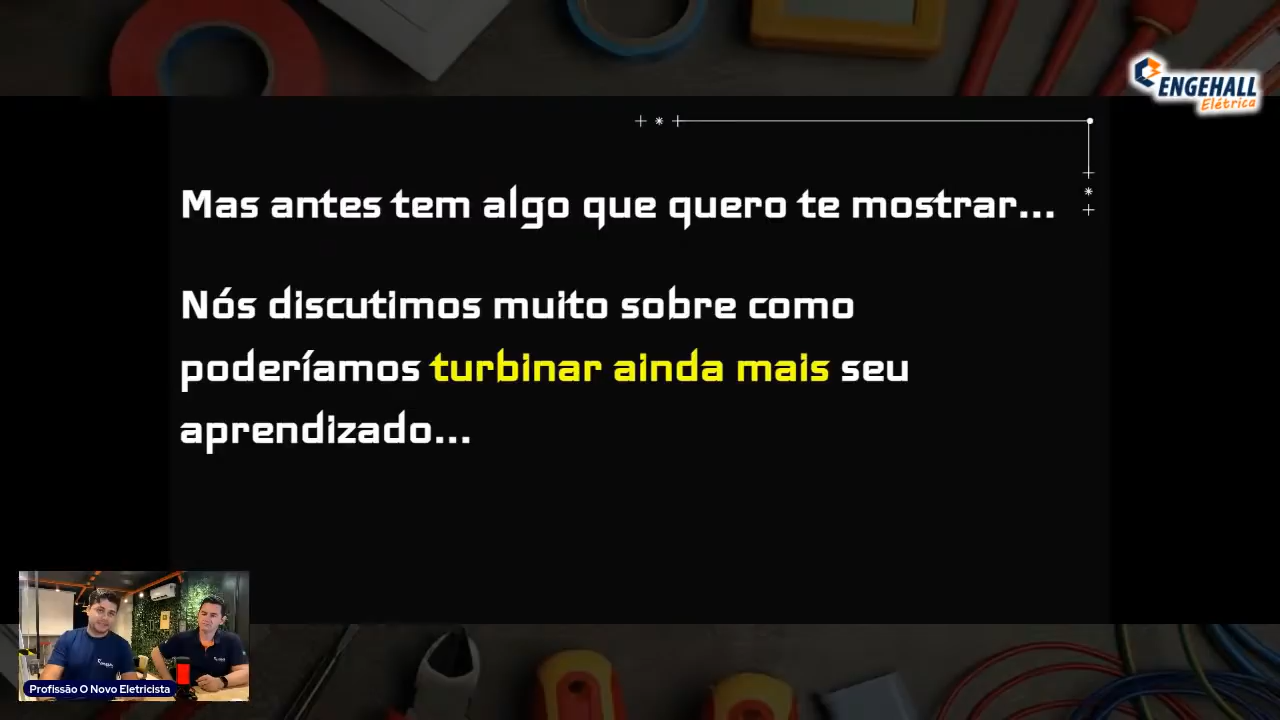 ENGEHALL
Elétrica
Mas antes tem algo que quero te mostrar...
Nós discutimos muito sobre como
poderíamos turbinar ainda mais seu
aprendizado...
Profissão O Novo Eletricista